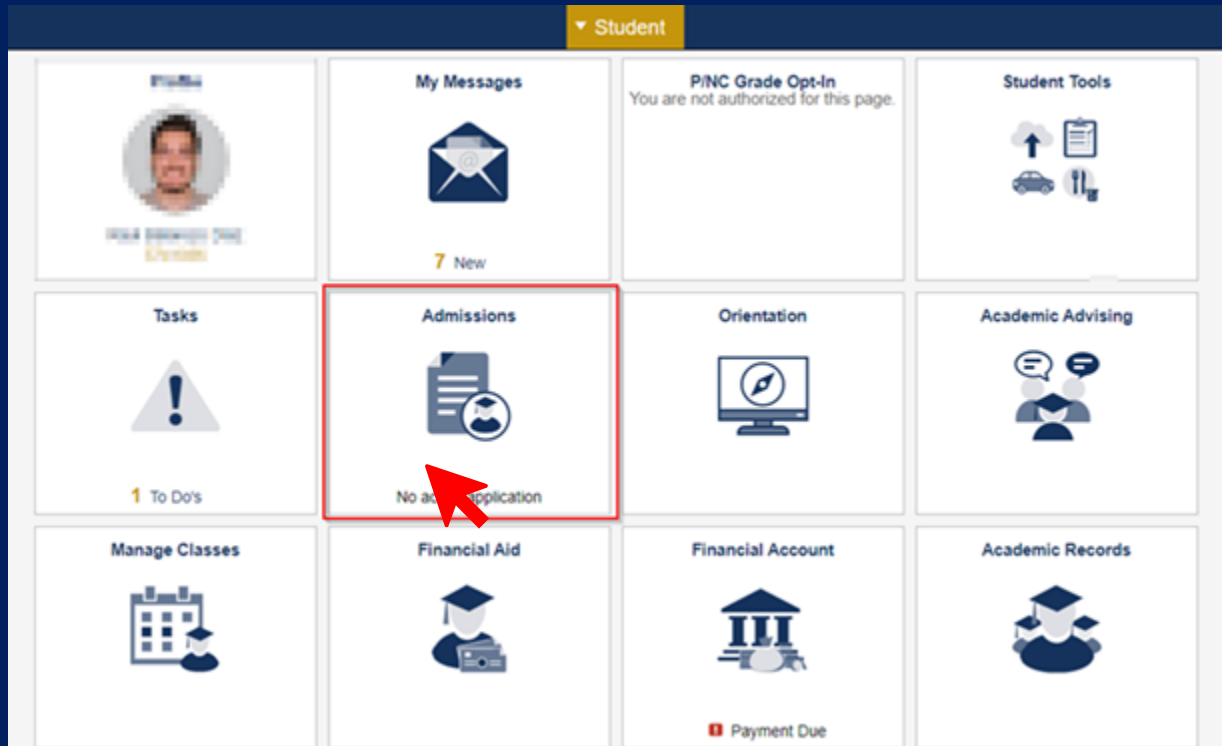 Student
My Messages
P/NC Grade Opt-In
You are not authorized for this page.
Student Tools
@
7 New
Tasks
Admissions
Orientation
Academic Advising
!
1 To Do's
No application
Manage Classes
Financial Aid
Financial Account
Academic Records
! Payment Due